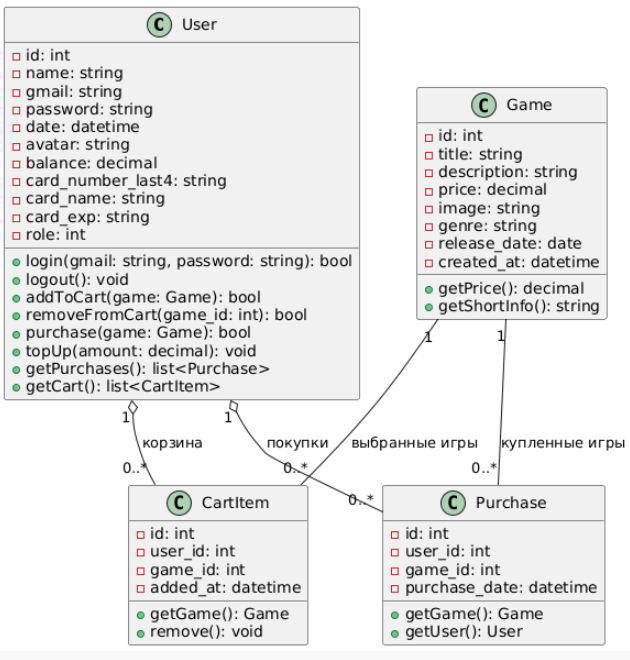 C User
id: int
name: string
gmail: string
password: string
date: datetime
avatar: string
balance: decimal
card_number_last4: string
card_name: string
card_exp: string
role: int
login(gmail: string, password: string): bool
logout(): void
addToCart(game: Game): bool
removeFromCart(game_id: int): bool
purchase(game: Game): bool
topUp(amount: decimal): void
getPurchases(): list<Purchase>
getCart(): list<CartItem>
C Game
id: int
title: string
description: string
price: decimal
image: string
genre: string
release_date: date
created_at: datetime
getPrice(): decimal
getShortInfo(): string
1
1
1
1
корзина
покупки
выбранные игры
купленные игры
0..*
0..*
0..*
0..*
C CartItem
id: int
user_id: int
game_id: int
added_at: datetime
getGame(): Game
remove(): void
C Purchase
id: int
user_id: int
game_id: int
purchase_date: datetime
getGame(): Game
getUser(): User